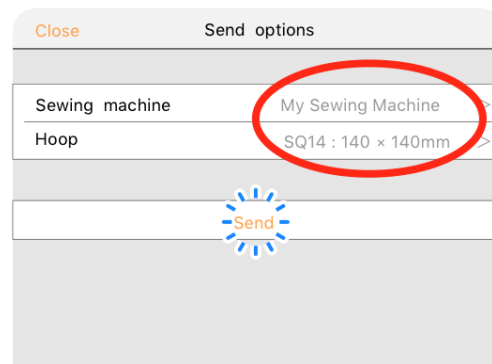 Close Send options
Sewing machine My Sewing Machine >
Hoop SQ14 : 140 × 140mm >
Send